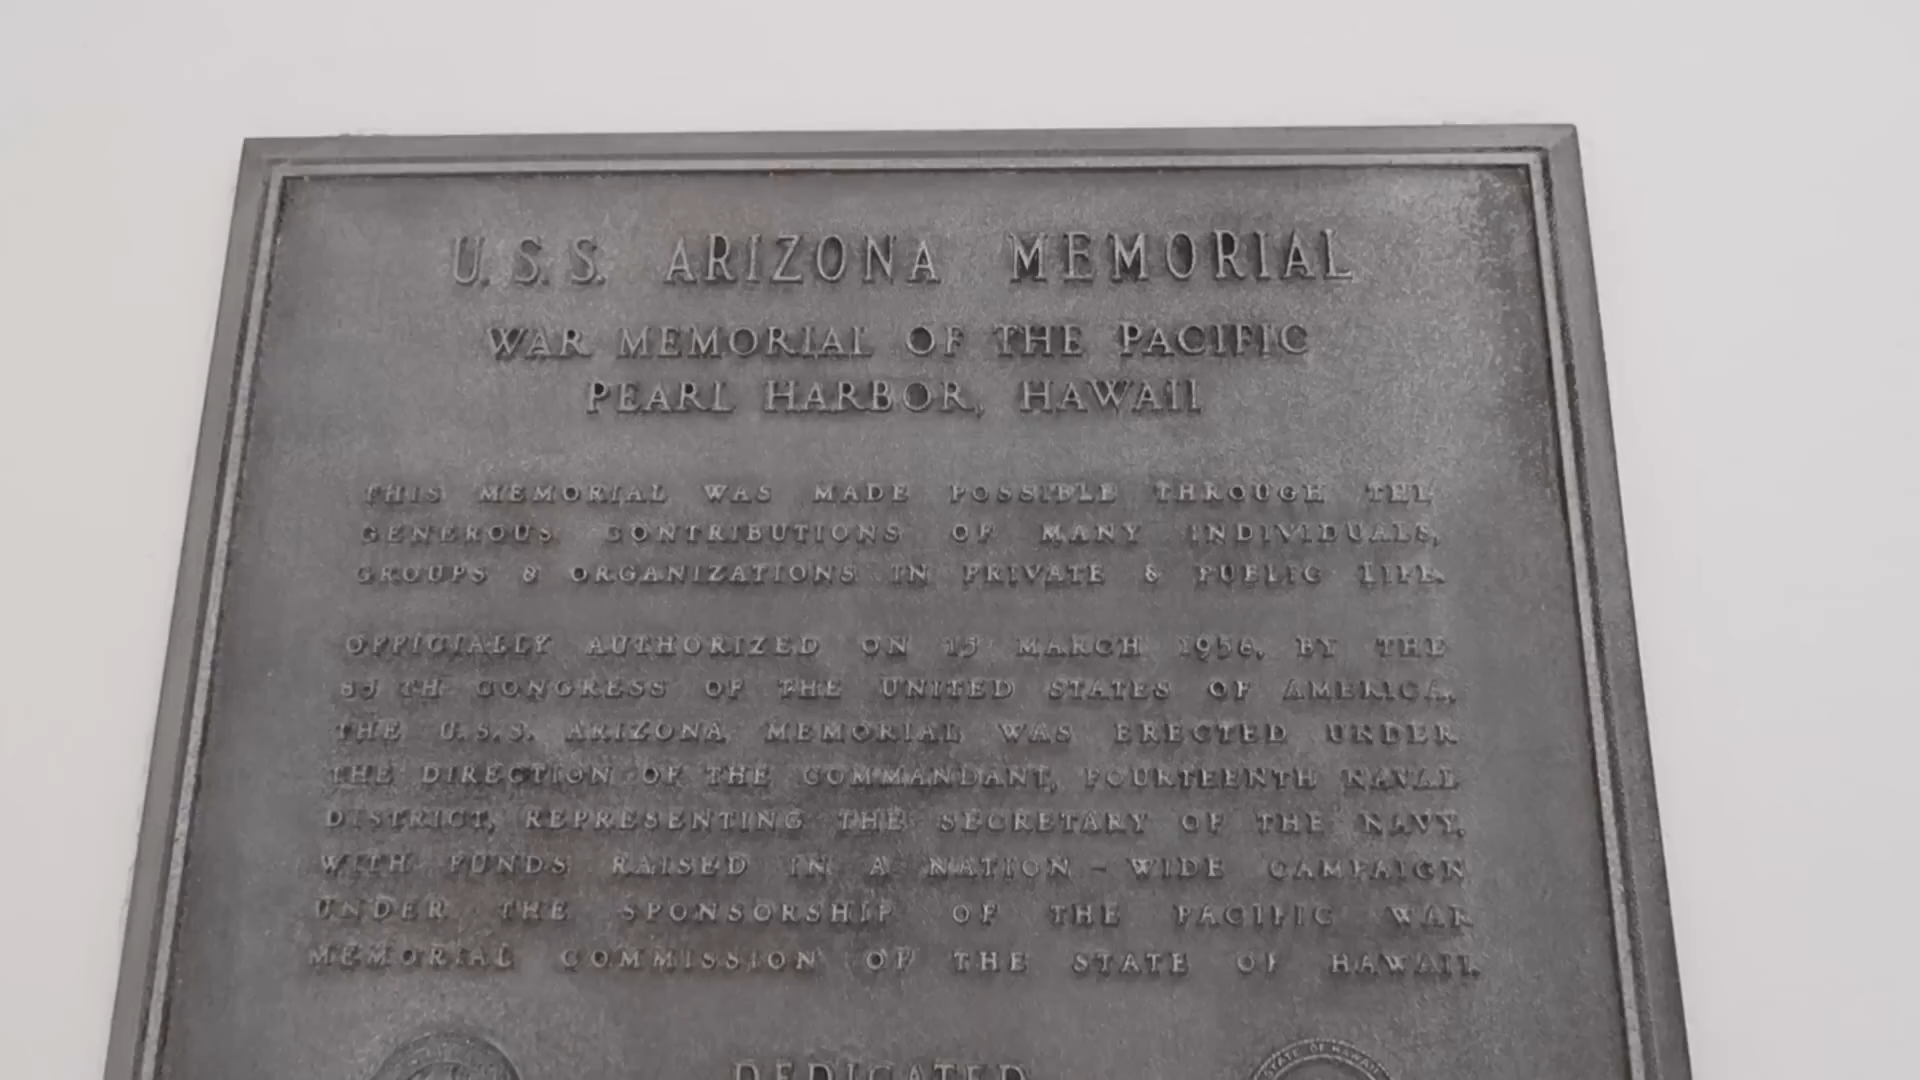 U.S.S. ARIZONA MEMORIAL
WAR MEMORIAL OF THE PACIFIC
PEARL HARBOR, HAWAII
THIS MEMORIAL WAS MADE POSSIBLE THROUGH THE
GENEROUS CONTRIBUTIONS OF MANY INDIVIDUALS,
GROUPS & ORGANIZATIONS IN PRIVATE & PUBLIC LIFE.
OFFICIALLY AUTHORIZED ON 15 MARCH 1958, BY THE
85TH CONGRESS OF THE UNITED STATES OF AMERICA,
THE U.S.S. ARIZONA MEMORIAL WAS ERECTED UNDER
THE DIRECTION OF THE COMMANDANT, FOURTEENTH NAVAL
DISTRICT, REPRESENTING THE SECRETARY OF THE NAVY,
WITH FUNDS RAISED IN A NATION-WIDE CAMPAIGN
UNDER THE SPONSORSHIP OF THE PACIFIC WAR
MEMORIAL COMMISSION OF THE STATE OF HAWAII.
DEDICATED
STATE OF HAWAII